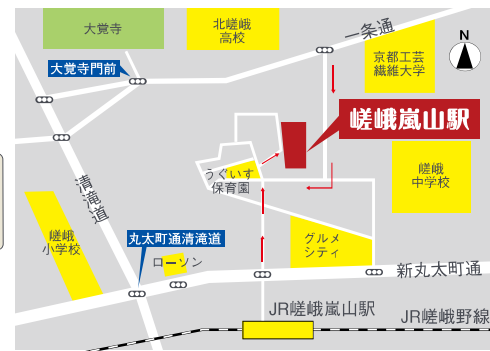 大覚寺
北嵯峨
高校
一条通
N
京都工芸
繊維大学
大覚寺門前
嵯峨嵐山駅
清滝道
うぐいす
保育園
嵯峨
中学校
嵯峨
小学校
丸太町通清滝道
グルメ
シティ
ローソン
新丸太町通
JR嵯峨嵐山駅
JR嵯峨野線